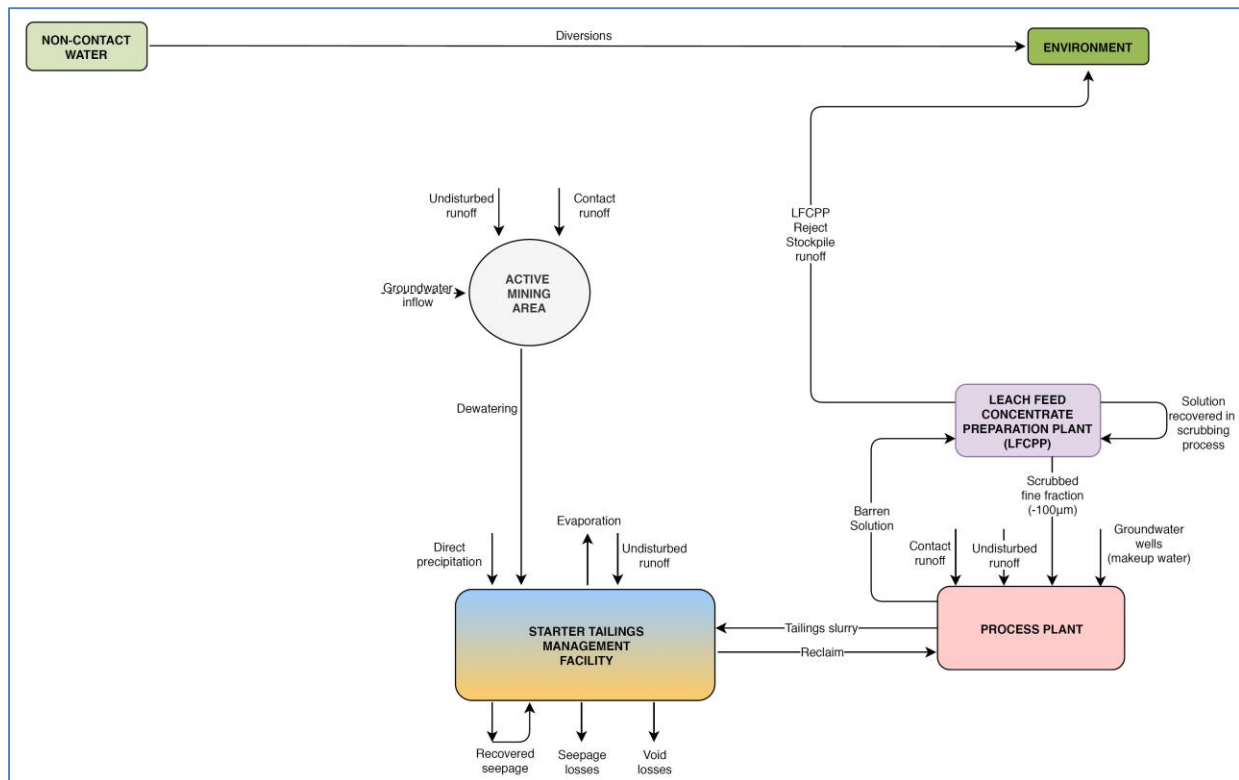 NON-CONTACT
WATER
Diversions
ENVIRONMENT
Undisturbed
runoff
Contact
runoff
LFCPP
Reject
Stockpile
runoff
ACTIVE
MINING
AREA
Groundwater
inflow
Dewatering
LEACH FEED
CONCENTRATE
PREPARATION PLANT
(LFCPP)
Solution
recovered in
scrubbing
process
Scrubbed
fine fraction
(-100µm)
Barren
Solution
Evaporation
Direct
precipitation
Undisturbed
runoff
Contact
runoff
Undisturbed
runoff
Groundwater
wells
(makeup water)
STARTER TAILINGS
MANAGEMENT
FACILITY
Tailings slurry
Reclaim
PROCESS PLANT
Recovered
seepage
Seepage
losses
Void
losses